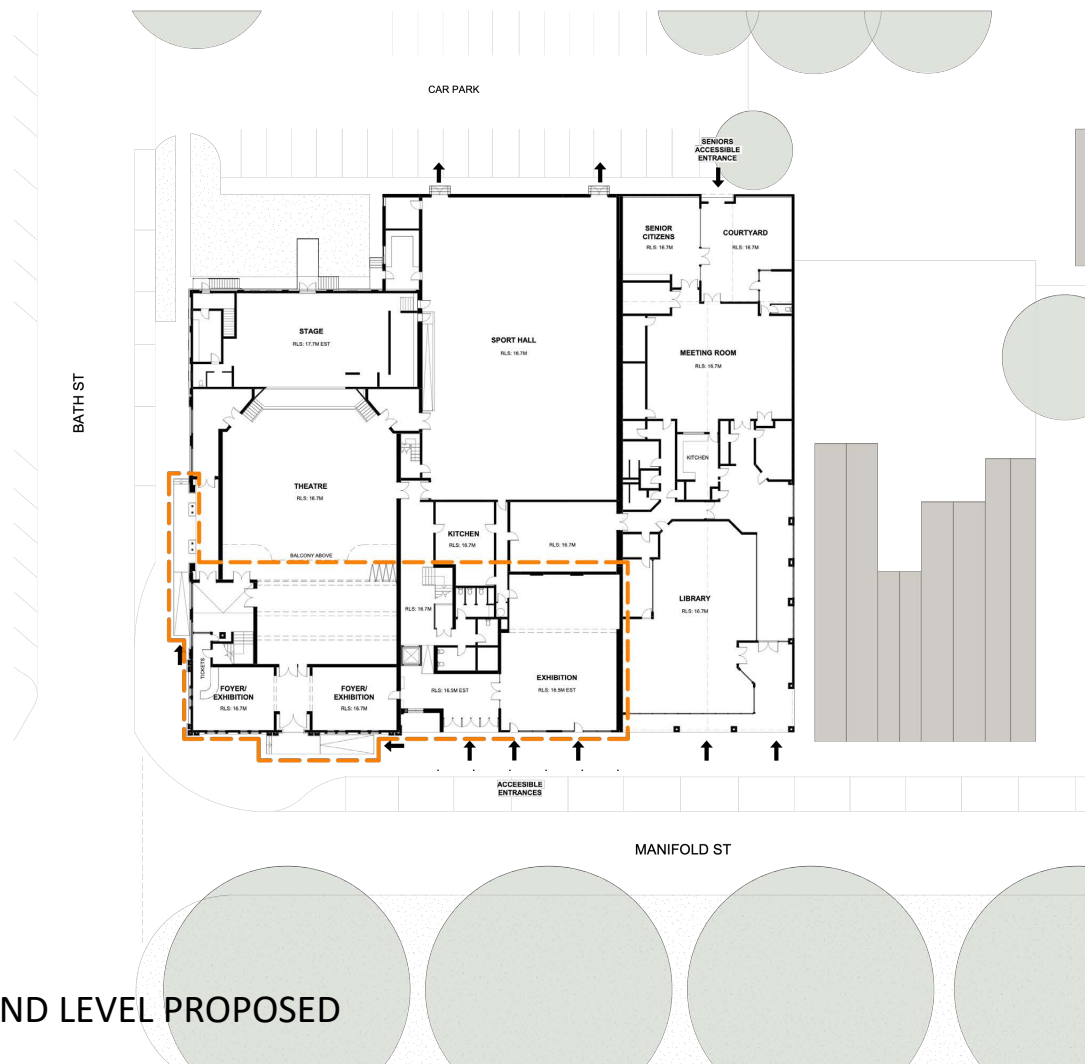 CAR PARK
SENIORS
ACCESSIBLE
ENTRANCE
SENIOR
CITIZENS
RLS: 16.7M
COURTYARD
RLS: 16.7M
STAGE
RLS: 17.7M EST
SPORT HALL
RLS: 16.7M
MEETING ROOM
RLS: 16.7M
BATH ST
KITCHEN
THEATRE
RLS: 16.7M
KITCHEN
RLS: 16.7M
RLS: 16.7M
BALCONY ABOVE
LIBRARY
RLS: 16.7M
RLS: 16.7M
TICKETS
FOYER/
EXHIBITION
RLS: 16.7M
FOYER/
EXHIBITION
RLS: 16.7M
RLS: 16.5M EST
EXHIBITION
RLS: 16.5M EST
ACCEESIBLE
ENTRANCES
MANIFOLD ST
ND LEVEL PROPOSED